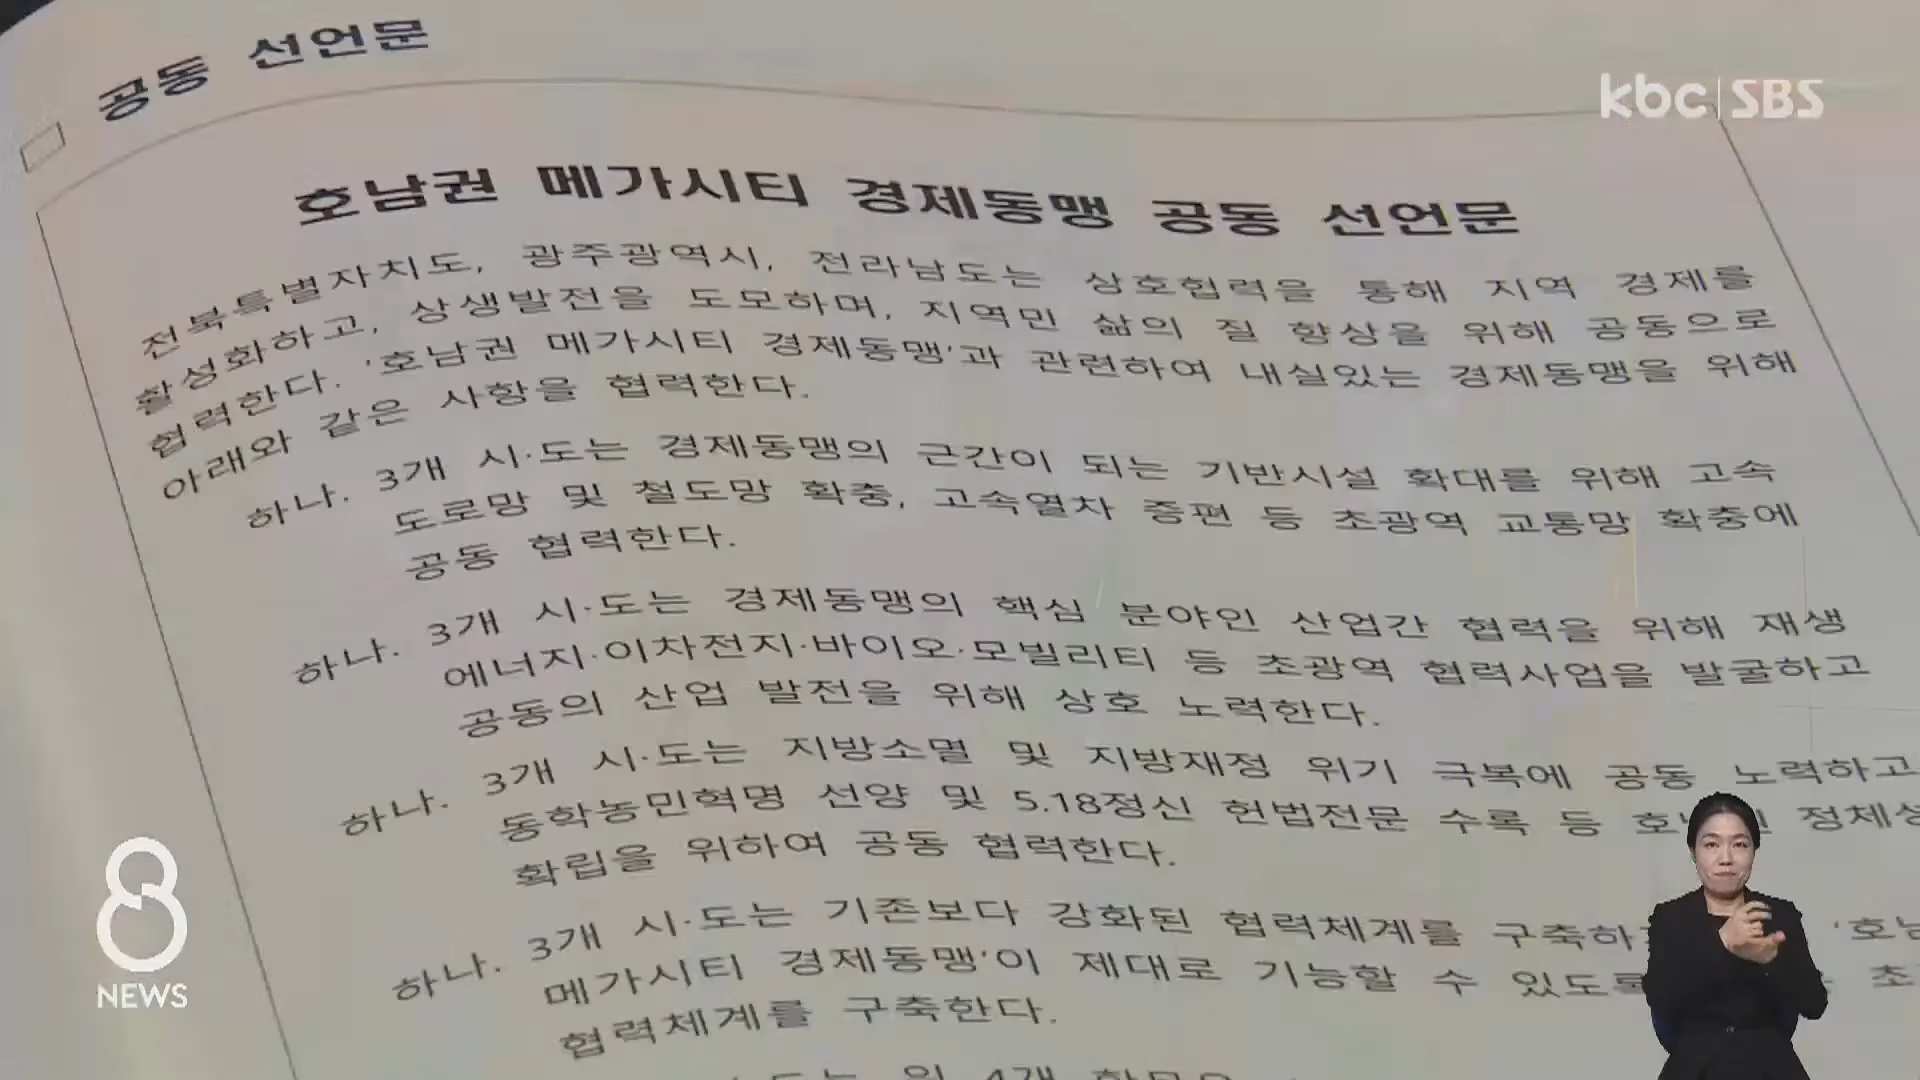 □ 공동 선언문
kbc SBS
호남권 메가시티 경제동맹 공동 선언문
전북특별자치도, 광주광역시, 전라남도는 상호협력을 통해 지역 경제를
활성화하고, 상생발전을 도모하며, 지역민 삶의 질 향상을 위해 공동으로
협력한다. '호남권 메가시티 경제동맹'과 관련하여 내실있는 경제동맹을 위해
아래와 같은 사항을 협력한다.
하나. 3개 시·도는 경제동맹의 근간이 되는 기반시설 확대를 위해 고속
도로망 및 철도망 확충, 고속열차 증편 등 초광역 교통망 확충에
공동 협력한다.
하나. 3개 시·도는 경제동맹의 핵심 분야인 산업간 협력을 위해 재생
에너지·이차전지·바이오·모빌리티 등 초광역 협력사업을 발굴하고
공동의 산업 발전을 위해 상호 노력한다.
하나. 3개 시·도는 지방소멸 및 지방재정 위기 극복에 공동 노력하고
동학농민혁명 선양 및 5.18정신 헌법전문 수록 등 정체성
확립을 위하여 공동 협력한다.
하나. 3개 시·도는 기존보다 강화된 협력체계를 구축하 '호남
메가시티 경제동맹'이 제대로 기능할 수 있도록 초
협력체계를 구축한다.
위 4개
8
NEWS